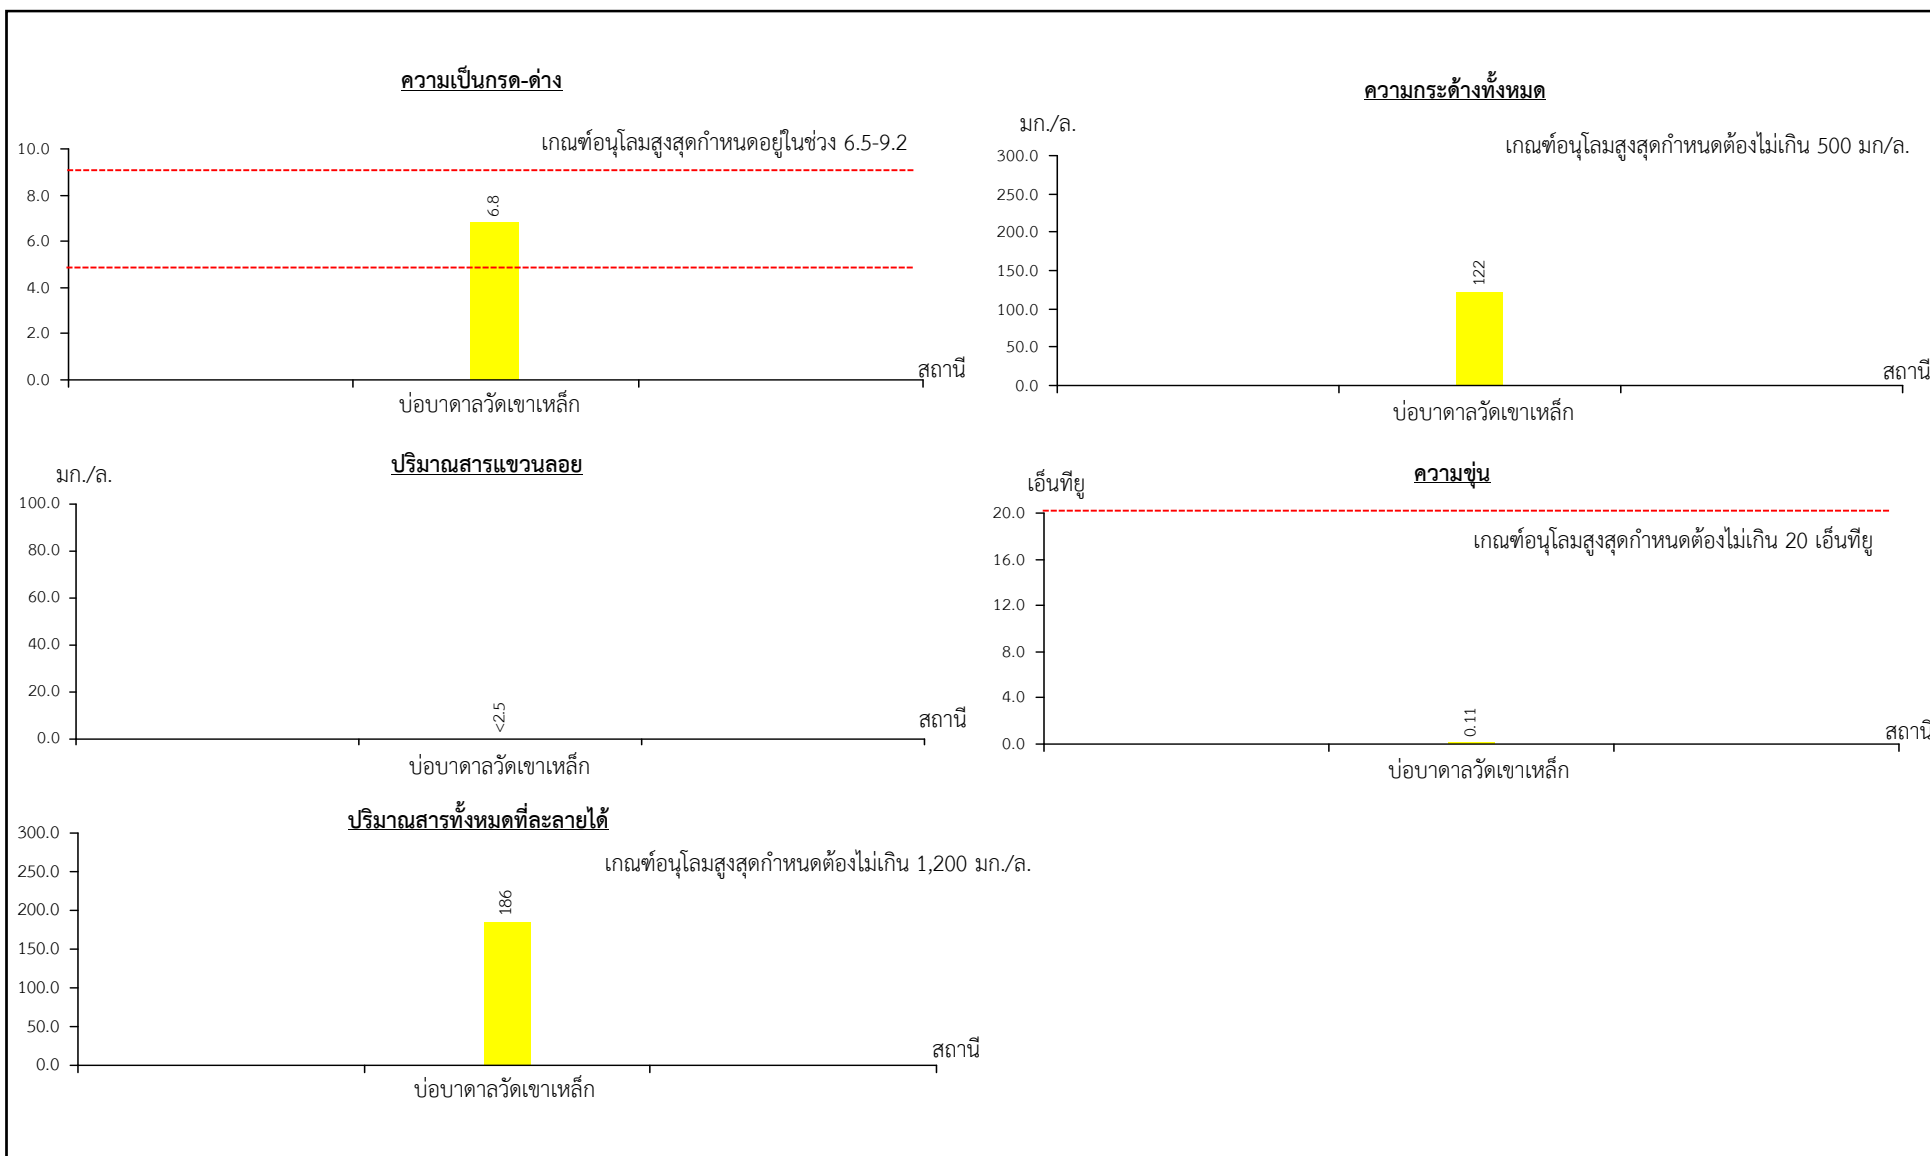 ความเป็นกรด-ด่าง
เกณฑ์อนุโลมสูงสุดกำหนดอยู่ในช่วง 6.5-9.2
10.0
8.0
6.0
4.0
2.0
0.0
6.8
สถานี
บ่อบาดาลวัดเขาเหล็ก
ความกระด้างทั้งหมด
มก./ล.
เกณฑ์อนุโลมสูงสุดกำหนดต้องไม่เกิน 500 มก/ล.
300.0
250.0
200.0
150.0
100.0
50.0
0.0
122
สถานี
บ่อบาดาลวัดเขาเหล็ก
ปริมาณสารแขวนลอย
มก./ล.
100.0
80.0
60.0
40.0
20.0
0.0
<2.5
สถานี
บ่อบาดาลวัดเขาเหล็ก
ความขุ่น
เอ็นทียู
20.0
เกณฑ์อนุโลมสูงสุดกำหนดต้องไม่เกิน 20 เอ็นทียู
16.0
12.0
8.0
4.0
0.0
0.11
สถานี
บ่อบาดาลวัดเขาเหล็ก
ปริมาณสารทั้งหมดที่ละลายได้
300.0
เกณฑ์อนุโลมสูงสุดกำหนดต้องไม่เกิน 1,200 มก./ล.
250.0
200.0
150.0
100.0
50.0
0.0
186
สถานี
บ่อบาดาลวัดเขาเหล็ก